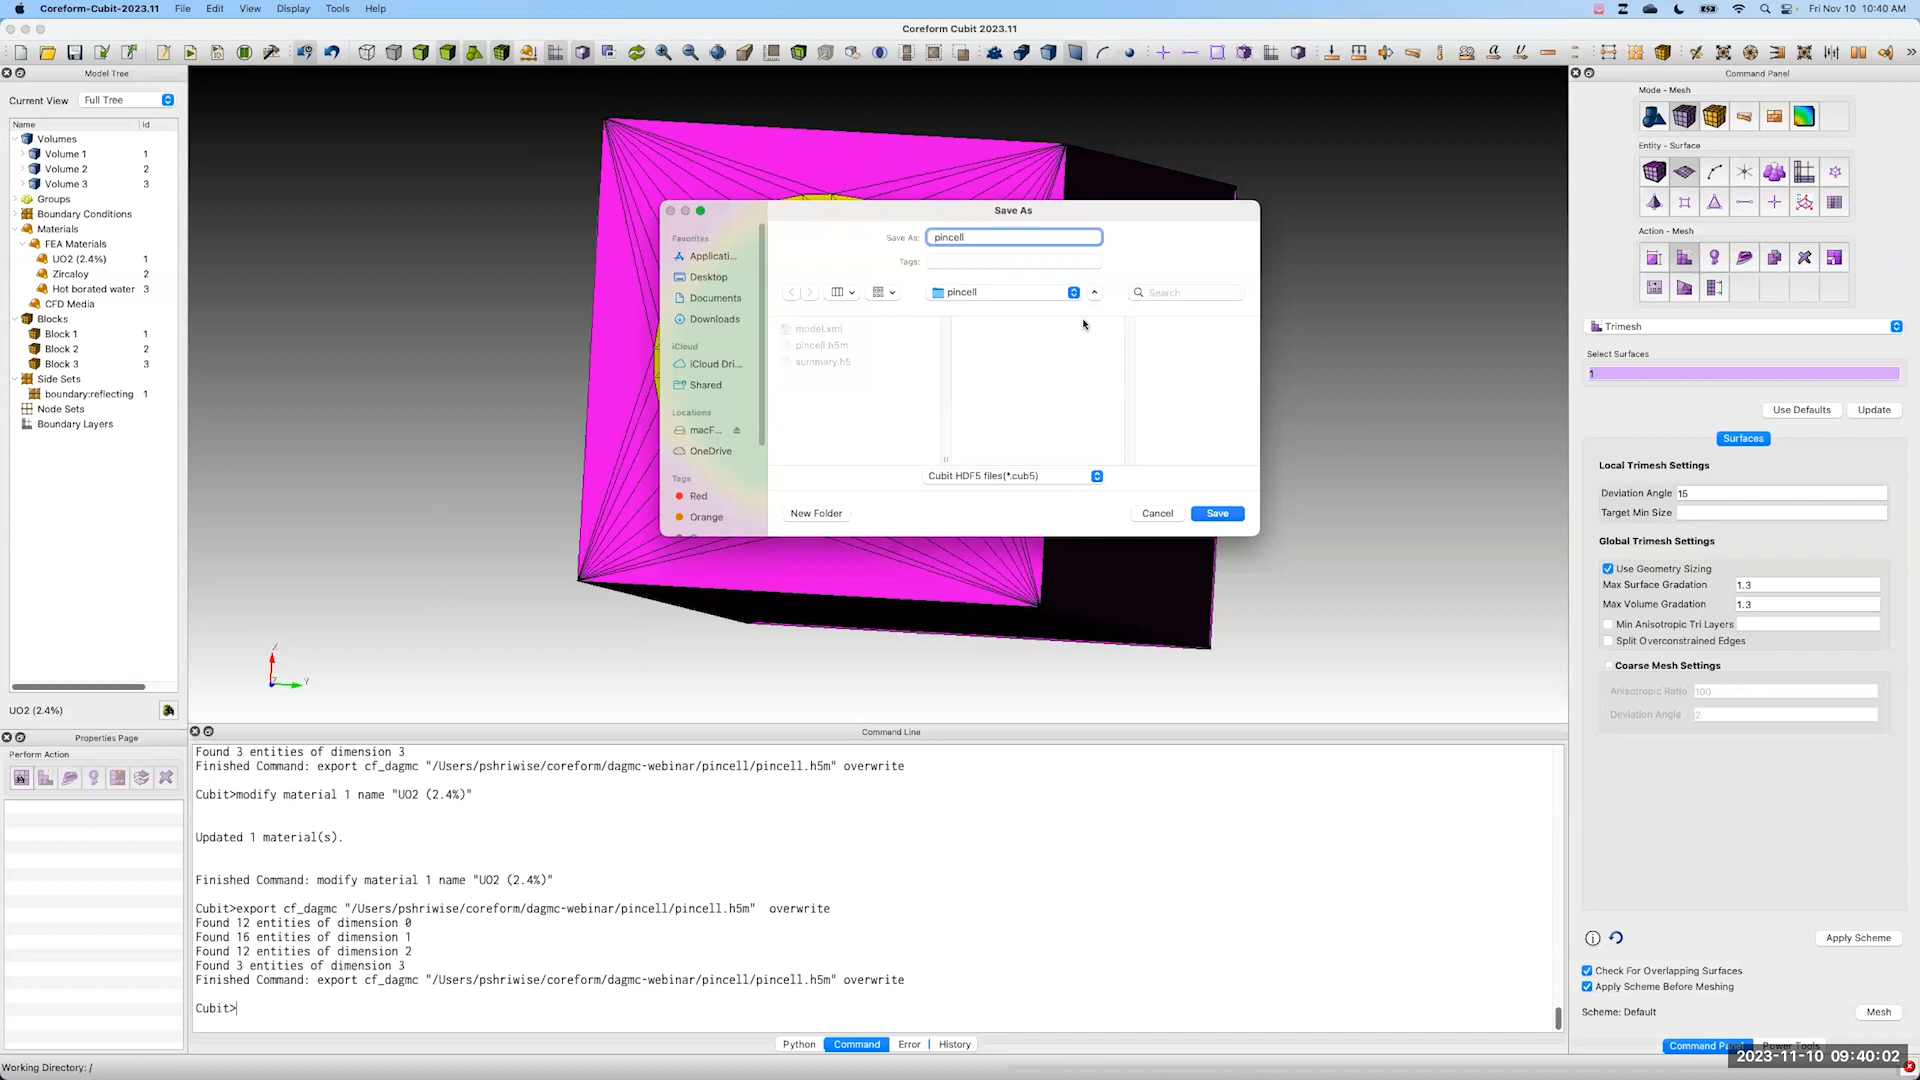 Coreform-Cubit-2023.11 File Edit View Display Tools Help
Fri Nov 10 10:40 AM
Coreform Cubit 2023.11
Model Tree
Current View Full Tree
Name Id
Volumes
Volume 1 1
Volume 2 2
Volume 3 3
Groups
Boundary Conditions
Materials
FEA Materials
UO2 (2.4%) 1
Zircaloy 2
Hot borated water 3
CFD Media
Blocks
Block 1 1
Block 2 2
Block 3 3
Side Sets
boundary:reflecting 1
Node Sets
Boundary Layers
UO2 (2.4%)
Properties Page
Perform Action
Working Directory: /
X
Y
Z
Save As
Save As: pincell
Tags:
pincell
Search
Favorites
Applicati...
Desktop
Documents
Downloads
iCloud
iCloud Dri...
Shared
Locations
macF...
OneDrive
Tags
Red
Orange
model.xml
pincell.h5m
summary.h5
Cubit HDF5 files(*.cub5)
New Folder
Cancel
Save
Command Line
Found 3 entities of dimension 3
Finished Command: export cf_dagmc "/Users/pshriwise/coreform/dagmc-webinar/pincell/pincell.h5m" overwrite
Cubit>modify material 1 name "UO2 (2.4%)"
Updated 1 material(s).
Finished Command: modify material 1 name "UO2 (2.4%)"
Cubit>export cf_dagmc "/Users/pshriwise/coreform/dagmc-webinar/pincell/pincell.h5m"  overwrite
Found 12 entities of dimension 0
Found 16 entities of dimension 1
Found 12 entities of dimension 2
Found 3 entities of dimension 3
Finished Command: export cf_dagmc "/Users/pshriwise/coreform/dagmc-webinar/pincell/pincell.h5m" overwrite
Cubit>
Python Command Error History
Command Panel
Mode - Mesh
Entity - Surface
Action - Mesh
Trimesh
Select Surfaces
1
Use Defaults
Update
Surfaces
Local Trimesh Settings
Deviation Angle 15
Target Min Size
Global Trimesh Settings
Use Geometry Sizing
Max Surface Gradation 1.3
Max Volume Gradation 1.3
Min Anisotropic Tri Layers
Split Overconstrained Edges
Coarse Mesh Settings
Anisotropic Ratio 100
Deviation Angle 2
Apply Scheme
Check For Overlapping Surfaces
Apply Scheme Before Meshing
Scheme: Default
Mesh
Command Pane
Power Tools
2023-11-10 09:40:02